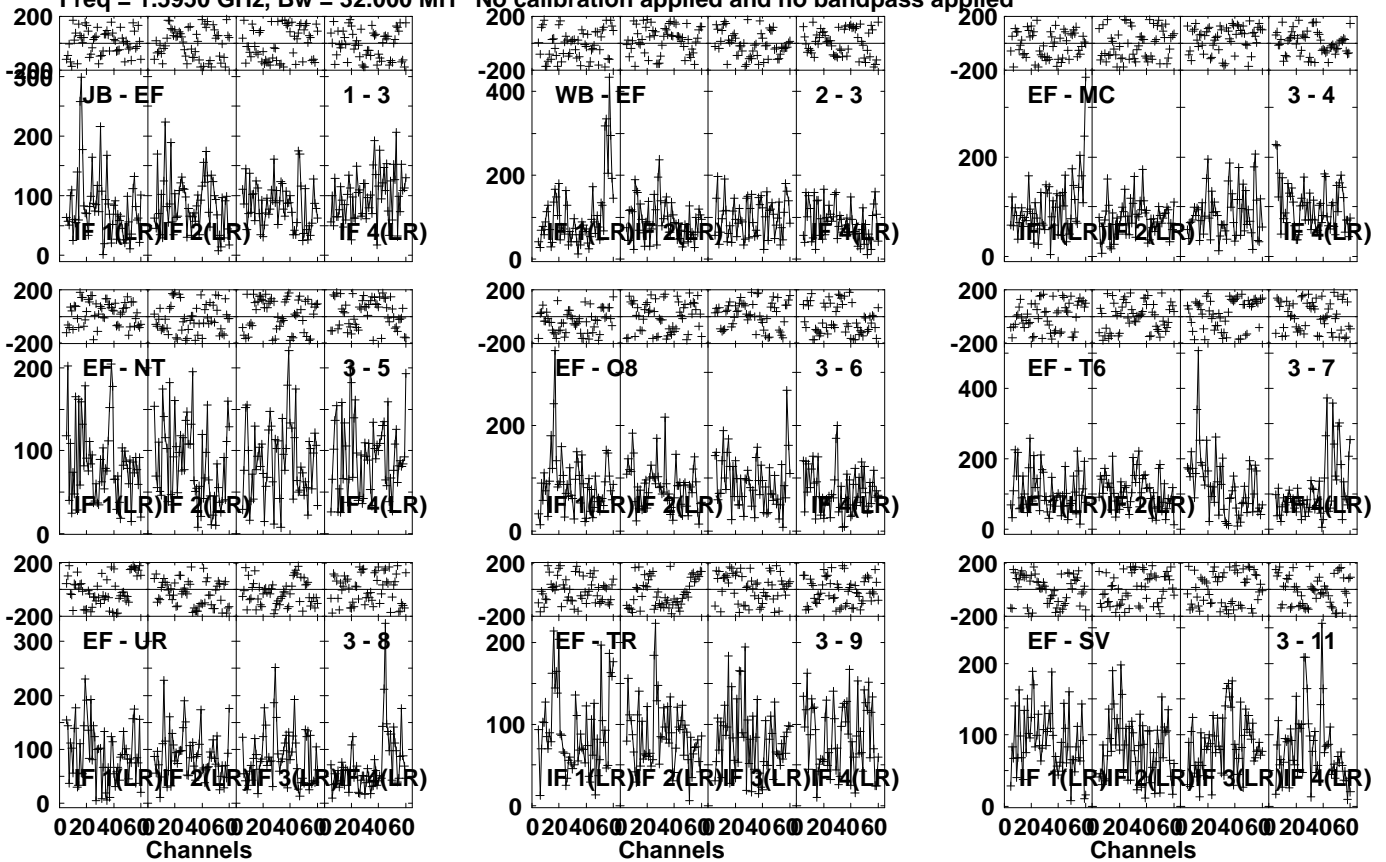 Freq = 1.5950 GHz, Bw = 32.000 MH No calibration applied and no bandpass applied
200
-200
300
200
100
0
JB - EF
1 - 3
IF 1(LR) IF 2(LR) IF 4(LR)
200
-200
400
200
0
WB - EF
2 - 3
IF 1(LR) IF 2(LR) IF 4(LR)
200
-200
200
0
EF - MC
3 - 4
IF 1(LR) IF 2(LR) IF 4(LR)
200
-200
200
100
0
EF - NT
3 - 5
IF 1(LR) IF 2(LR) IF 4(LR)
200
-200
200
0
EF - O8
3 - 6
IF 1(LR) IF 2(LR) IF 4(LR)
200
-200
400
200
0
EF - T6
3 - 7
IF 1(LR) IF 2(LR) IF 4(LR)
200
-200
300
200
100
0
EF - UR
3 - 8
IF 1(LR) IF 2(LR) IF 3(LR) IF 4(LR)
0 20 40 60 0 20 40 60 0 20 40 60 0 20 40 60
Channels
200
-200
200
100
0
EF - TR
3 - 9
IF 1(LR) IF 2(LR) IF 3(LR) IF 4(LR)
0 20 40 60 0 20 40 60 0 20 40 60 0 20 40 60
Channels
200
-200
200
100
0
EF - SV
3 - 11
IF 1(LR) IF 2(LR) IF 3(LR) IF 4(LR)
0 20 40 60 0 20 40 60 0 20 40 60 0 20 40 60
Channels